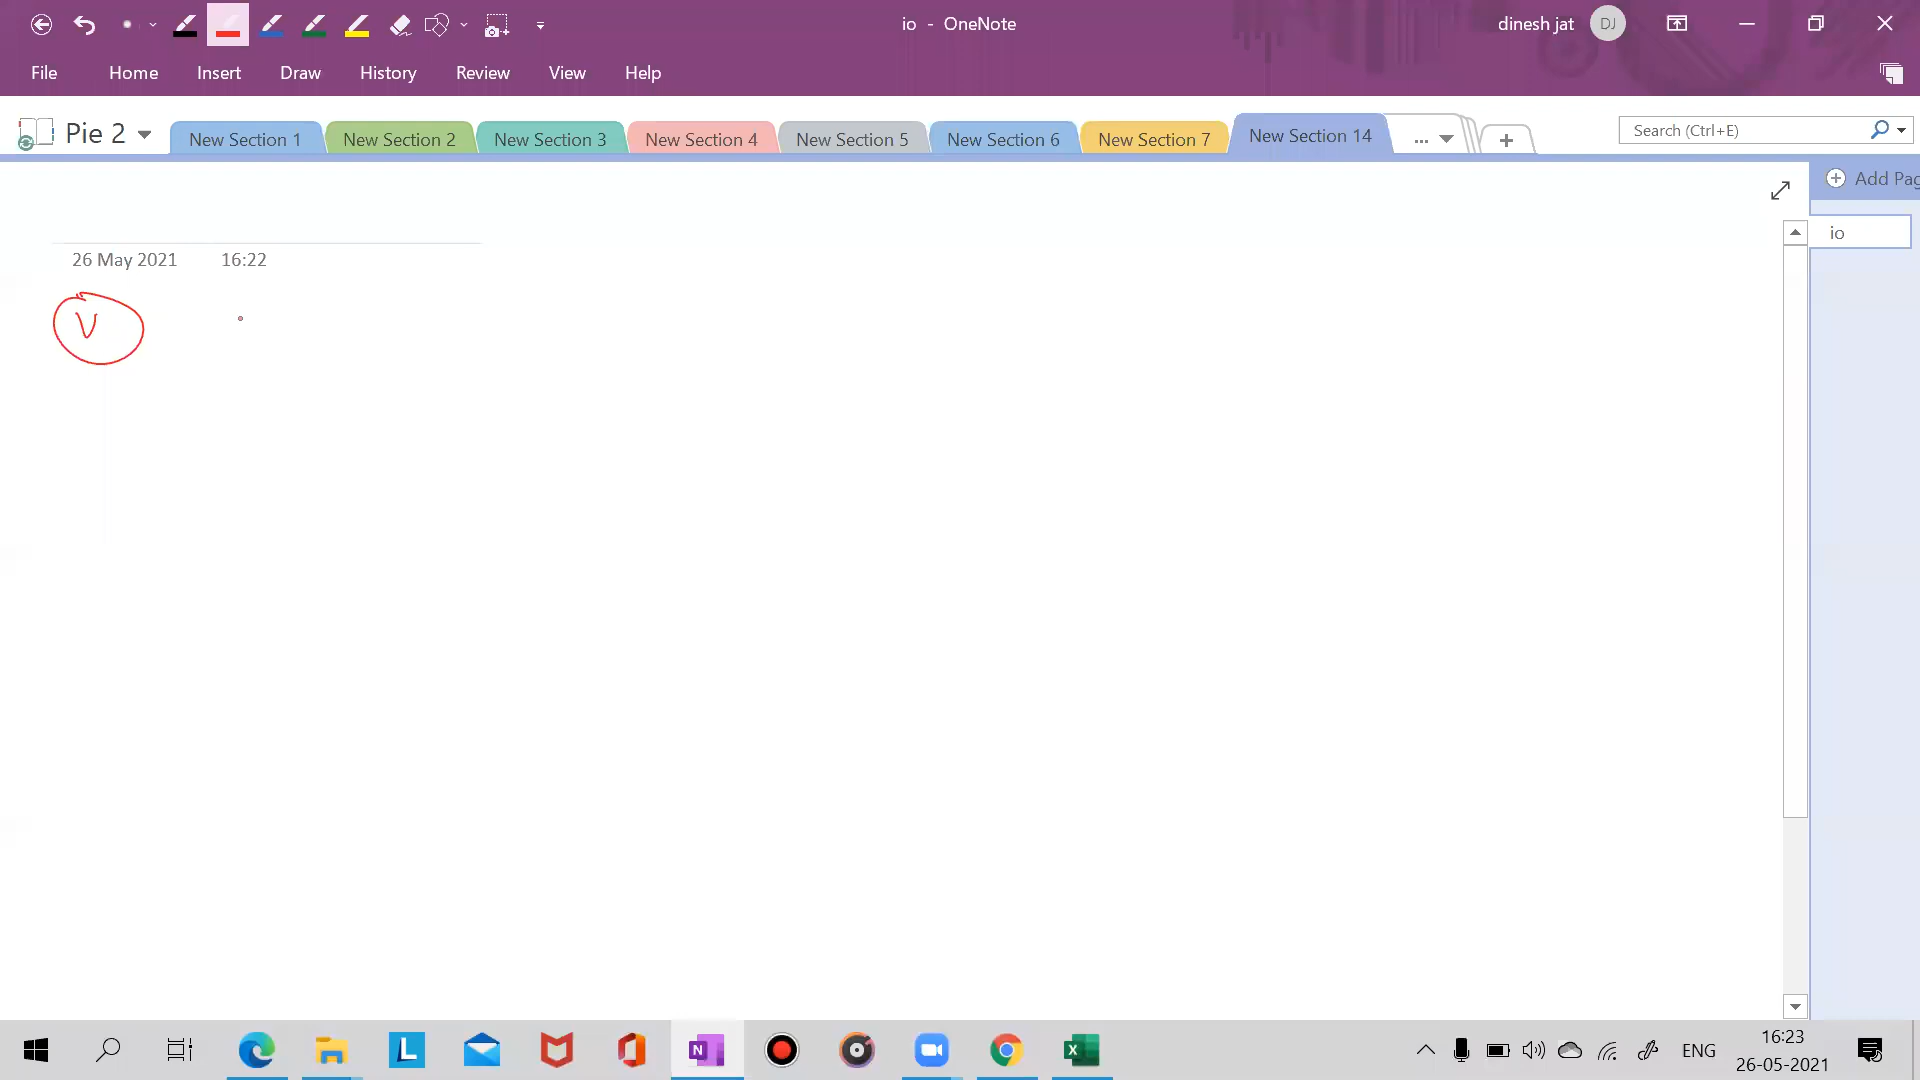 io - OneNote
dinesh jat
DJ
File Home Insert Draw History Review View Help
Pie 2
New Section 1 New Section 2 New Section 3 New Section 4 New Section 5 New Section 6 New Section 7 New Section 14 ...
Search (Ctrl+E)
Add Pag
io
26 May 2021 16:22
V
L
N
X
ENG
16:23
26-05-2021